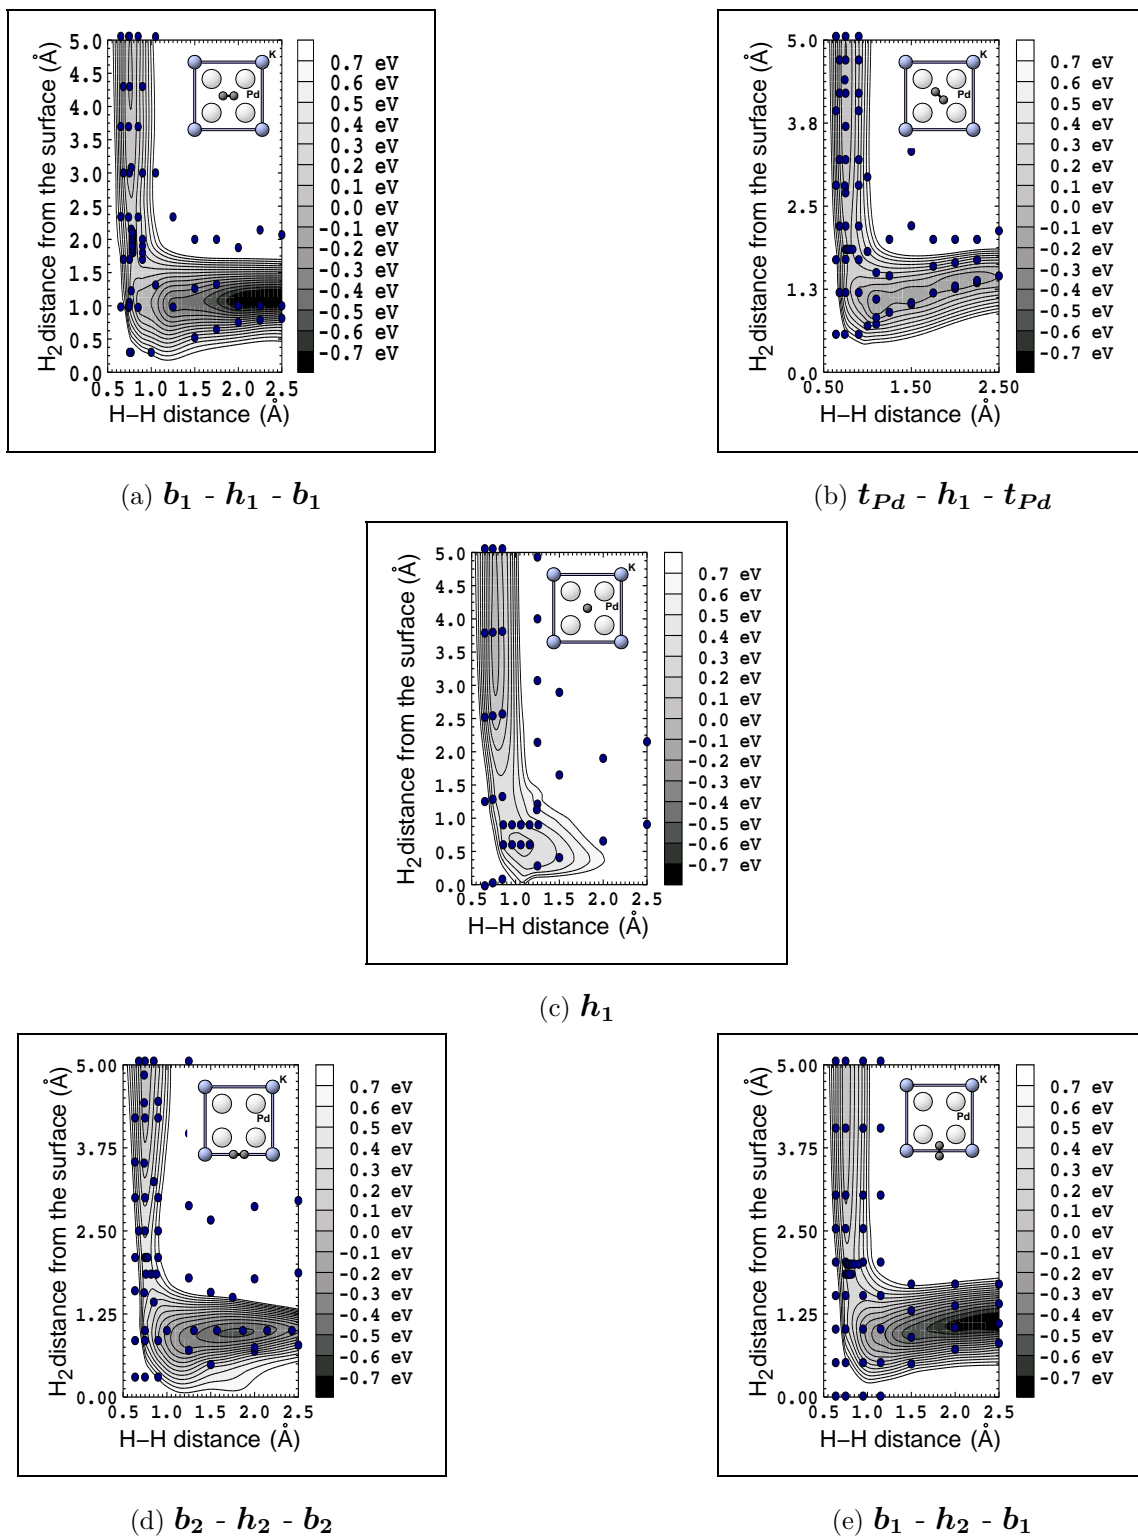 H2 distance from the surface (Å)
5.0
4.5
4.0
3.5
3.0
2.5
2.0
1.5
1.0
0.5
0.0
0.5 1.0 1.5 2.0 2.5
H–H distance (Å)
K
Pd
0.7 eV
0.6 eV
0.5 eV
0.4 eV
0.3 eV
0.2 eV
0.1 eV
0.0 eV
-0.1 eV
-0.2 eV
-0.3 eV
-0.4 eV
-0.5 eV
-0.6 eV
-0.7 eV
(a) b1 - h1 - b1
H2 distance from the surface (Å)
5.0
3.8
2.5
1.3
0.0
0.50 1.50 2.50
H–H distance (Å)
K
Pd
0.7 eV
0.6 eV
0.5 eV
0.4 eV
0.3 eV
0.2 eV
0.1 eV
0.0 eV
-0.1 eV
-0.2 eV
-0.3 eV
-0.4 eV
-0.5 eV
-0.6 eV
-0.7 eV
(b) tPd - h1 - tPd
H2 distance from the surface (Å)
5.0
4.5
4.0
3.5
3.0
2.5
2.0
1.5
1.0
0.5
0.0
0.5 1.0 1.5 2.0 2.5
H–H distance (Å)
K
Pd
0.7 eV
0.6 eV
0.5 eV
0.4 eV
0.3 eV
0.2 eV
0.1 eV
0.0 eV
-0.1 eV
-0.2 eV
-0.3 eV
-0.4 eV
-0.5 eV
-0.6 eV
-0.7 eV
(c) h1
H2 distance from the surface (Å)
5.00
3.75
2.50
1.25
0.00
0.5 1.0 1.5 2.0 2.5
H–H distance (Å)
K
Pd
0.7 eV
0.6 eV
0.5 eV
0.4 eV
0.3 eV
0.2 eV
0.1 eV
0.0 eV
-0.1 eV
-0.2 eV
-0.3 eV
-0.4 eV
-0.5 eV
-0.6 eV
-0.7 eV
(d) b2 - h2 - b2
H2 distance from the surface (Å)
5.00
3.75
2.50
1.25
0.00
0.5 1.0 1.5 2.0 2.5
H–H distance (Å)
K
Pd
0.7 eV
0.6 eV
0.5 eV
0.4 eV
0.3 eV
0.2 eV
0.1 eV
0.0 eV
-0.1 eV
-0.2 eV
-0.3 eV
-0.4 eV
-0.5 eV
-0.6 eV
-0.7 eV
(e) b1 - h2 - b1